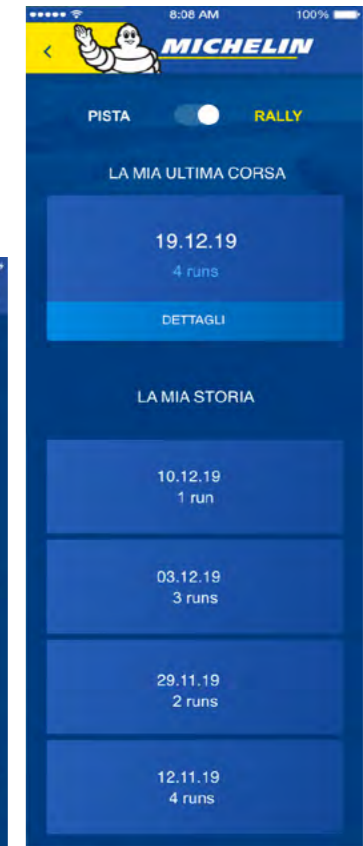 8:08 AM 100%
MICHELIN
PISTA RALLY
LA MIA ULTIMA CORSA
19.12.19
4 runs
DETTAGLI
LA MIA STORIA
10.12.19
1 run
03.12.19
3 runs
29.11.19
2 runs
12.11.19
4 runs